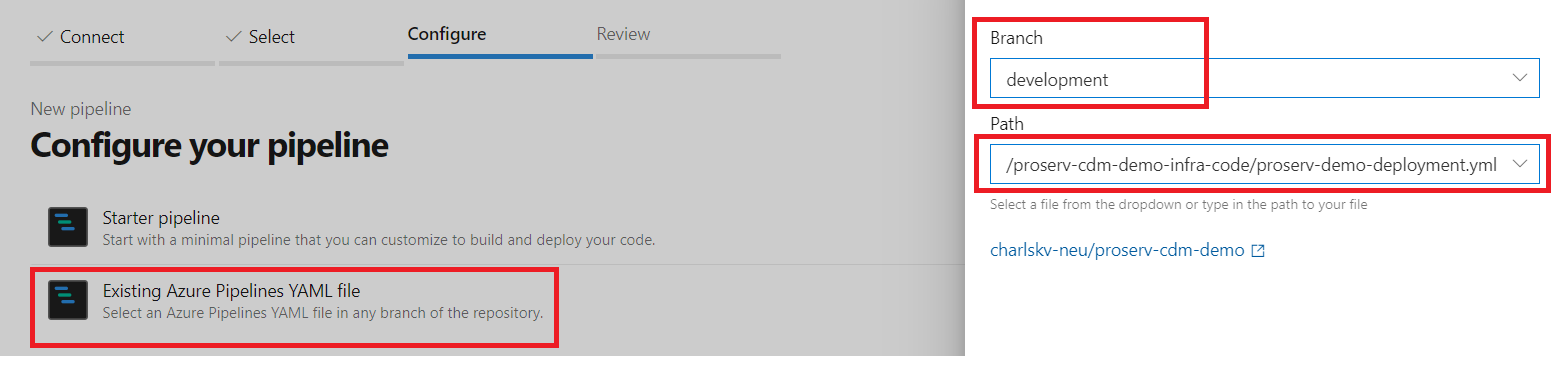 Connect
Select
Configure
Review
New pipeline
Configure your pipeline
Starter pipeline
Start with a minimal pipeline that you can customize to build and deploy your code.
Existing Azure Pipelines YAML file
Select an Azure Pipelines YAML file in any branch of the repository.
Branch
development
Path
/proserv-cdm-demo-infra-code/proserv-demo-deployment.yml
Select a file from the dropdown or type in the path to your file
charlskv-neu/proserv-cdm-demo